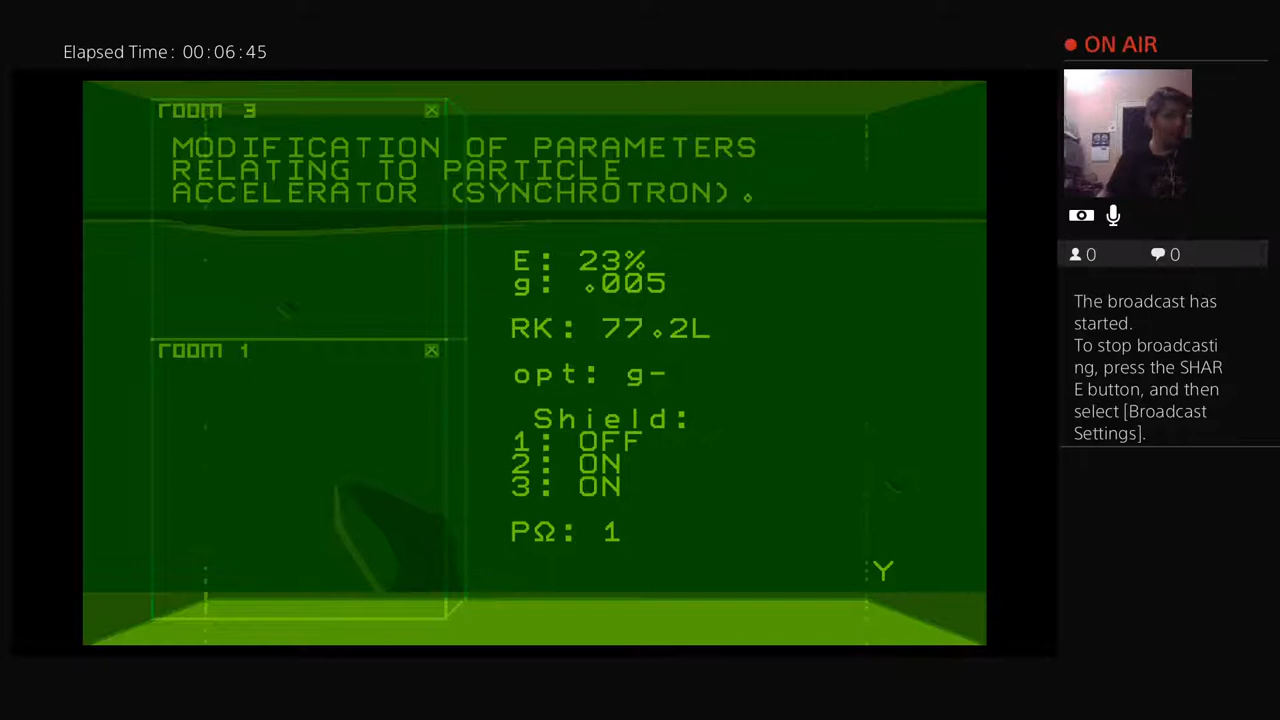 Elapsed Time: 00:06:45
ON AIR
room 3
MODIFICATION OF PARAMETERS
RELATING TO PARTICLE
ACCELERATOR (SYNCHROTRON).
E: 23%
g: .005
RK: 77.2L
room 1
opt: g-
Shield:
1: OFF
2: ON
3: ON
PΩ: 1
Y
0
0
The broadcast has
started.
To stop broadcasti
ng, press the SHAR
E button, and then
select [Broadcast
Settings].